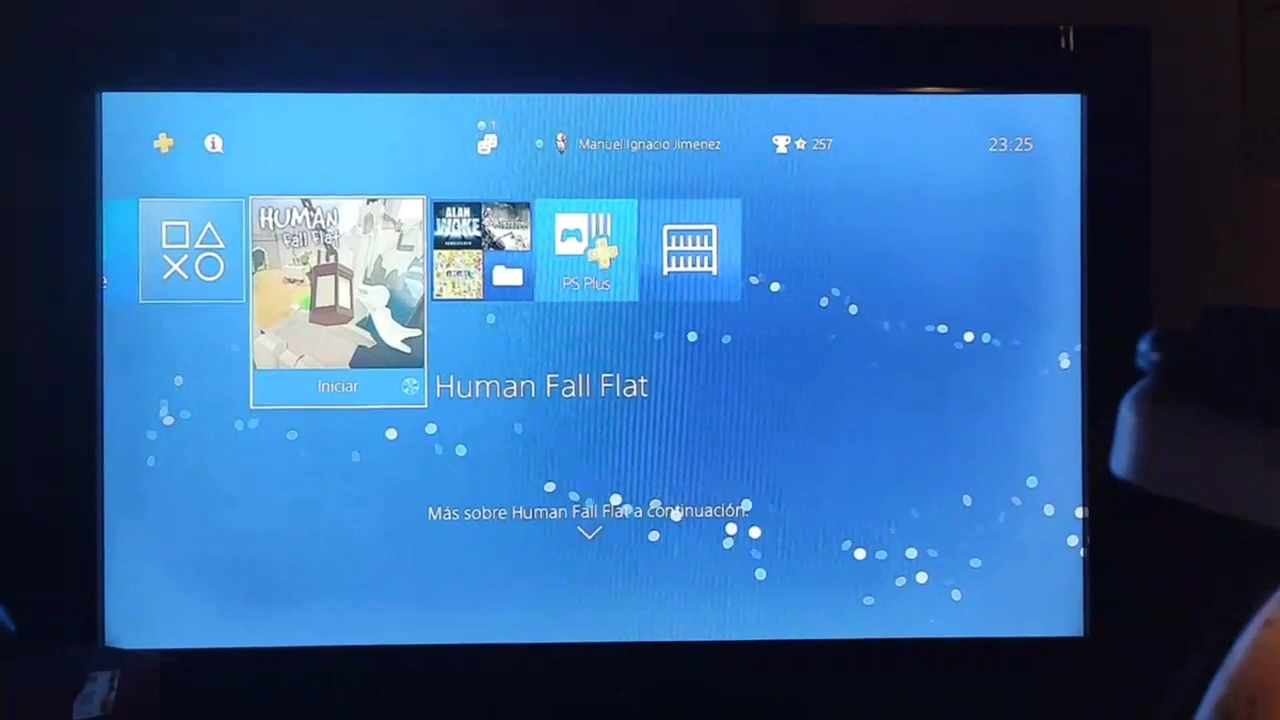 1
Manuel Ignacio Jimenez
257
23:25
HUMAN
Fall Flat
ALAN
WAKE
PS Plus
Iniciar
Human Fall Flat
Más sobre Human Fall Flat a continuación.